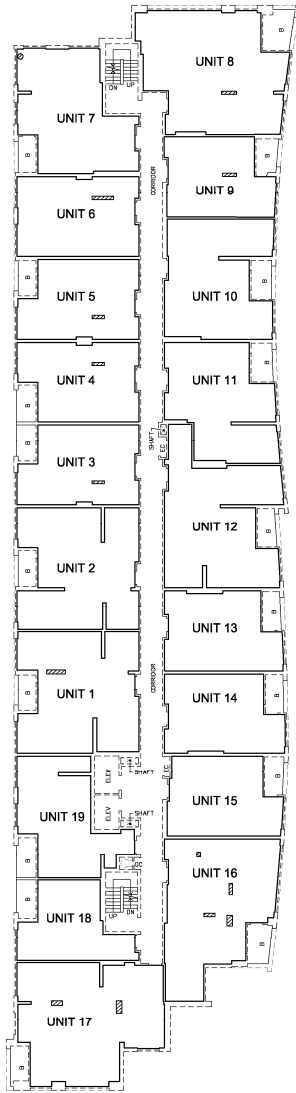 B
UNIT 8
UNIT 7
DN
UP
B
B
UNIT 9
CORRIDOR
UNIT 6
B
UNIT 5
UNIT 10
B
UNIT 4
UNIT 11
B
B
B
SHAFT
EC
UNIT 3
UNIT 12
B
UNIT 2
B
UNIT 13
B
CORRIDOR
UNIT 1
B
UNIT 14
B
ELEV
SHAFT
EC
B
UNIT 15
ELEV
SHAFT
UNIT 19
B
UNIT 16
B
UNIT 18
UP
DN
B
UNIT 17
B